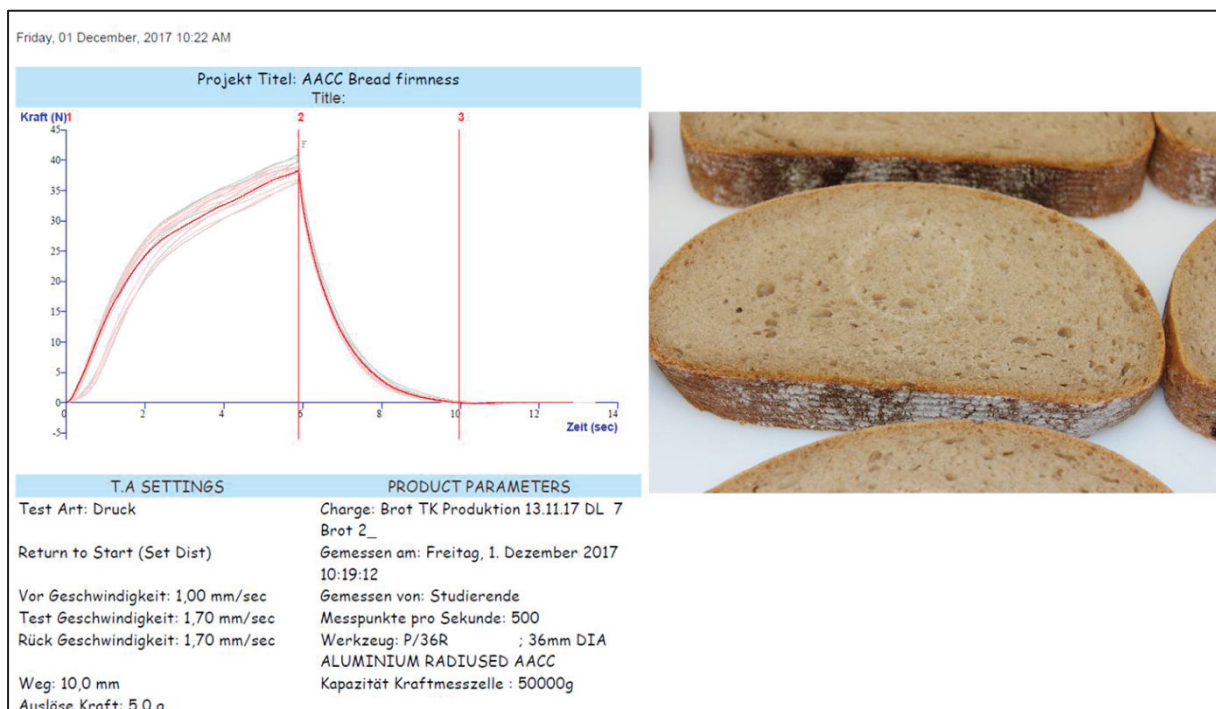 Friday, 01 December, 2017 10:22 AM
Projekt Titel: AACC Bread firmness
Title:
Kraft (N)
1
2
3
45
40
35
30
25
20
15
10
5
0
-5
F
0
2
4
6
8
10
12
14
Zeit (sec)
T.A SETTINGS
Test Art: Druck
Return to Start (Set Dist)
Vor Geschwindigkeit: 1,00 mm/sec
Test Geschwindigkeit: 1,70 mm/sec
Rück Geschwindigkeit: 1,70 mm/sec
Weg: 10,0 mm
Auslöse Kraft: 5,0 g
PRODUCT PARAMETERS
Charge: Brot TK Produktion 13.11.17 DL 7
Brot 2_
Gemessen am: Freitag, 1. Dezember 2017
10:19:12
Gemessen von: Studierende
Messpunkte pro Sekunde: 500
Werkzeug: P/36R ; 36mm DIA
ALUMINIUM RADIUSED AACC
Kapazität Kraftmesszelle : 50000g